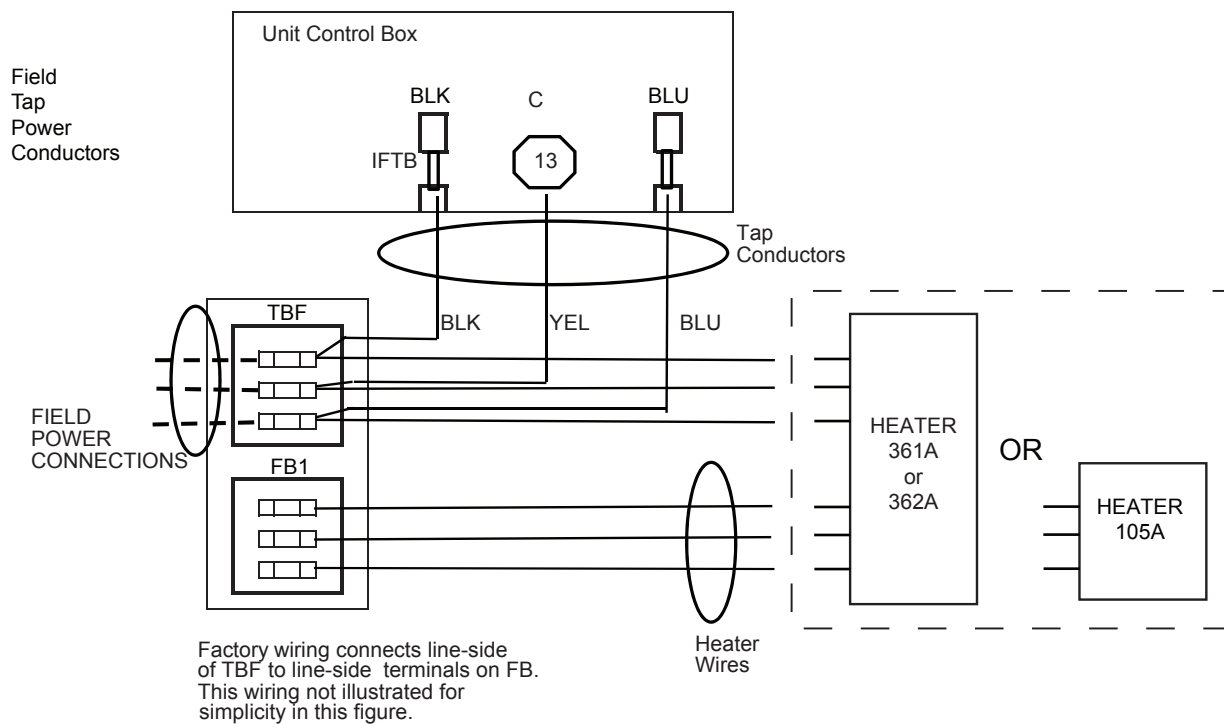 Unit Control Box
Field
Tap
Power
Conductors
BLK
C
BLU
IFTB
13
Tap
Conductors
TBF
BLK
YEL
BLU
FIELD
POWER
CONNECTIONS
FB1
HEATER
361A
or
362A
OR
HEATER
105A
Heater
Wires
Factory wiring connects line-side
of TBF to line-side terminals on FB.
This wiring not illustrated for
simplicity in this figure.